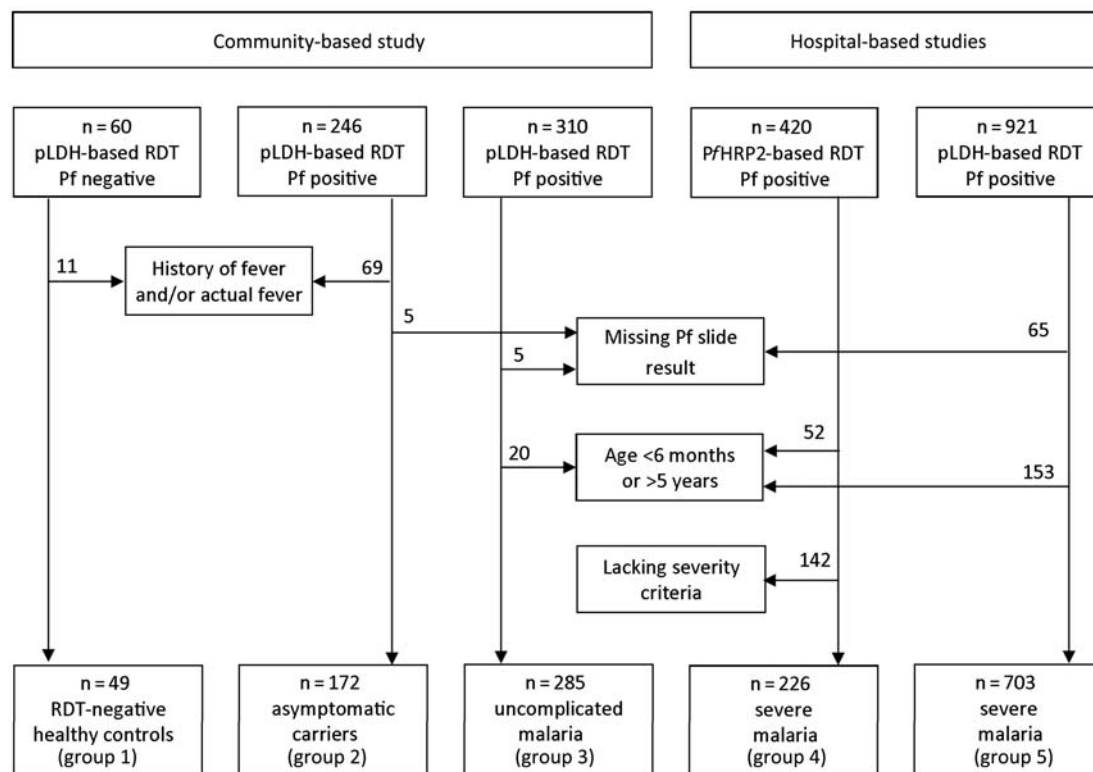 Community-based study
Hospital-based studies
n = 60
pLDH-based RDT
Pf negative
n = 246
pLDH-based RDT
Pf positive
n = 310
pLDH-based RDT
Pf positive
n = 420
PfHRP2-based RDT
Pf positive
n = 921
pLDH-based RDT
Pf positive
11
History of fever
and/or actual fever
69
5
5
Missing Pf slide
result
65
20
Age <6 months
or >5 years
52
153
Lacking severity
criteria
142
n = 49
RDT-negative
healthy controls
(group 1)
n = 172
asymptomatic
carriers
(group 2)
n = 285
uncomplicated
malaria
(group 3)
n = 226
severe
malaria
(group 4)
n = 703
severe
malaria
(group 5)